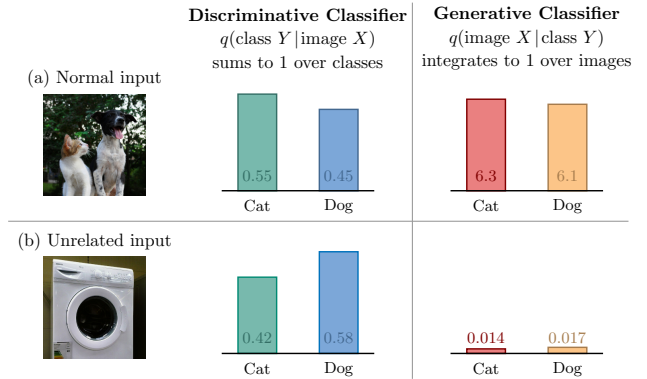 Discriminative Classifier
q(class Y | image X)
sums to 1 over classes
Generative Classifier
q(image X | class Y)
integrates to 1 over images
(a) Normal input
0.55
0.45
Cat
Dog
6.3
6.1
Cat
Dog
(b) Unrelated input
0.42
0.58
Cat
Dog
0.014
0.017
Cat
Dog